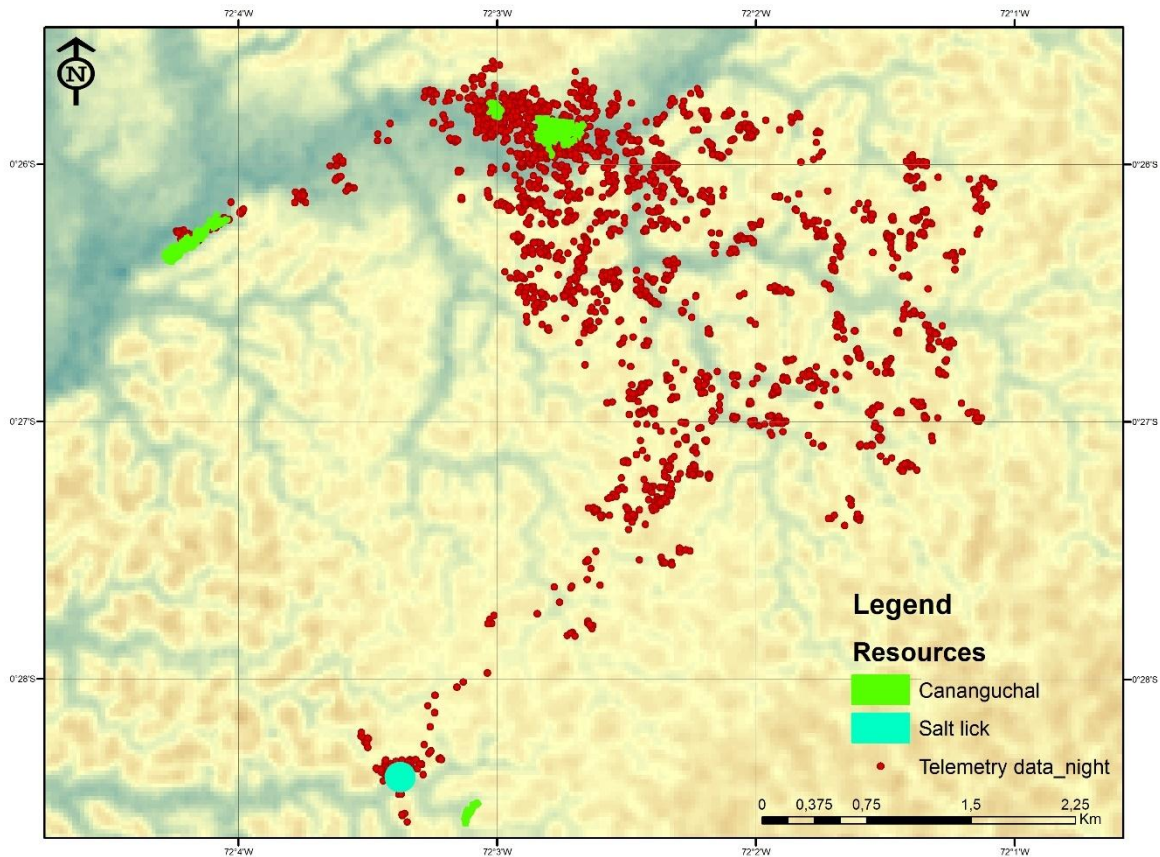 72°4'W 72°3'W 72°2'W 72°1'W
N
0°26'S 0°26'S
0°27'S 0°27'S
Legend
Resources
Cananguchal
0°28'S 0°28'S
Salt lick
Telemetry data_night
0 0,375 0,75 1,5 2,25
Km
72°4'W 72°3'W 72°2'W 72°1'W